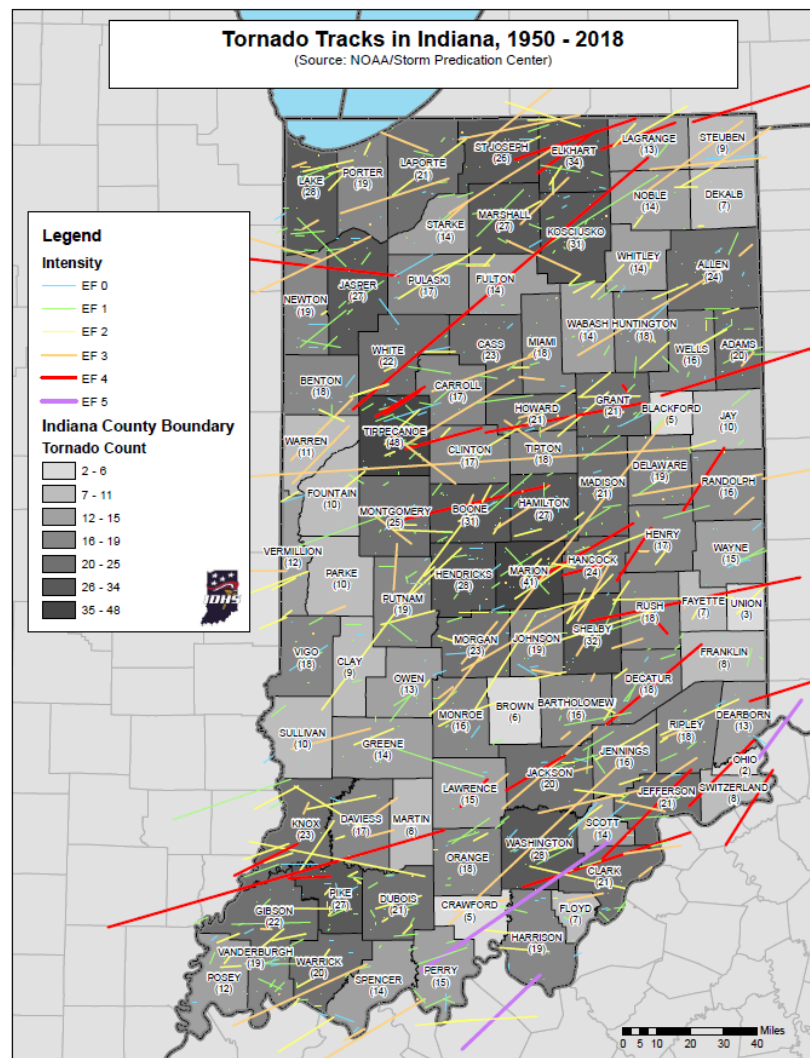 Tornado Tracks in Indiana, 1950 - 2018
(Source: NOAA/Storm Predication Center)
ST JOSEPH
(26)
ELKHART
(34)
LAGRANGE
(13)
STEUBEN
(9)
LAKE
(28)
PORTER
(19)
LAPORTE
(21)
NOBLE
(14)
DEKALB
(7)
STARKE
(14)
MARSHALL
(27)
KOSCIUSKO
(31)
WHITLEY
(14)
ALLEN
(24)
Legend
Intensity
EF 0
EF 1
EF 2
EF 3
EF 4
EF 5
Indiana County Boundary
Tornado Count
2 - 6
7 - 11
12 - 15
16 - 19
20 - 25
26 - 34
35 - 48
IDHS
NEWTON
(19)
JASPER
(27)
PULASKI
(17)
FULTON
(14)
WABASH
(14)
HUNTINGTON
(18)
WELLS
(16)
ADAMS
(20)
WHITE
(22)
CASS
(23)
MIAMI
(18)
BENTON
(18)
CARROLL
(17)
HOWARD
(21)
GRANT
(21)
BLACKFORD
(5)
JAY
(10)
WARREN
(11)
TIPPECANOE
(48)
CLINTON
(17)
TIPTON
(18)
MADISON
(21)
DELAWARE
(19)
RANDOLPH
(16)
FOUNTAIN
(10)
MONTGOMERY
(25)
BOONE
(31)
HAMILTON
(27)
HENRY
(17)
WAYNE
(15)
VERMILLION
(12)
PARKE
(10)
PUTNAM
(19)
HENDRICKS
(28)
MARION
(41)
HANCOCK
(24)
RUSH
(18)
FAYETTE
(7)
UNION
(3)
VIGO
(18)
CLAY
(9)
OWEN
(13)
MORGAN
(23)
JOHNSON
(19)
SHELBY
(32)
FRANKLIN
(8)
DECATUR
(18)
SULLIVAN
(10)
GREENE
(14)
MONROE
(16)
BROWN
(6)
BARTHOLOMEW
(16)
RIPLEY
(18)
DEARBORN
(13)
JENNINGS
(16)
OHIO
(2)
LAWRENCE
(15)
JACKSON
(20)
JEFFERSON
(21)
SWITZERLAND
(8)
KNOX
(23)
DAVIESS
(17)
MARTIN
(8)
SCOTT
(14)
WASHINGTON
(26)
ORANGE
(18)
CLARK
(21)
GIBSON
(22)
PIKE
(27)
DUBOIS
(21)
CRAWFORD
(5)
FLOYD
(7)
HARRISON
(19)
POSEY
(12)
VANDERBURGH
(19)
WARRICK
(20)
SPENCER
(14)
PERRY
(15)
Miles
0 5 10 20 30 40